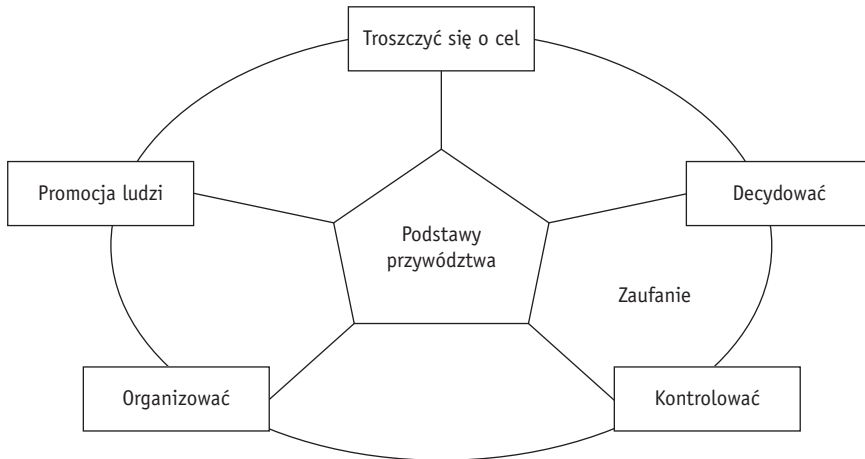 Troszczyć się o cel
Promocja ludzi
Decydować
Podstawy
przywództwa
Zaufanie
Organizować
Kontrolować